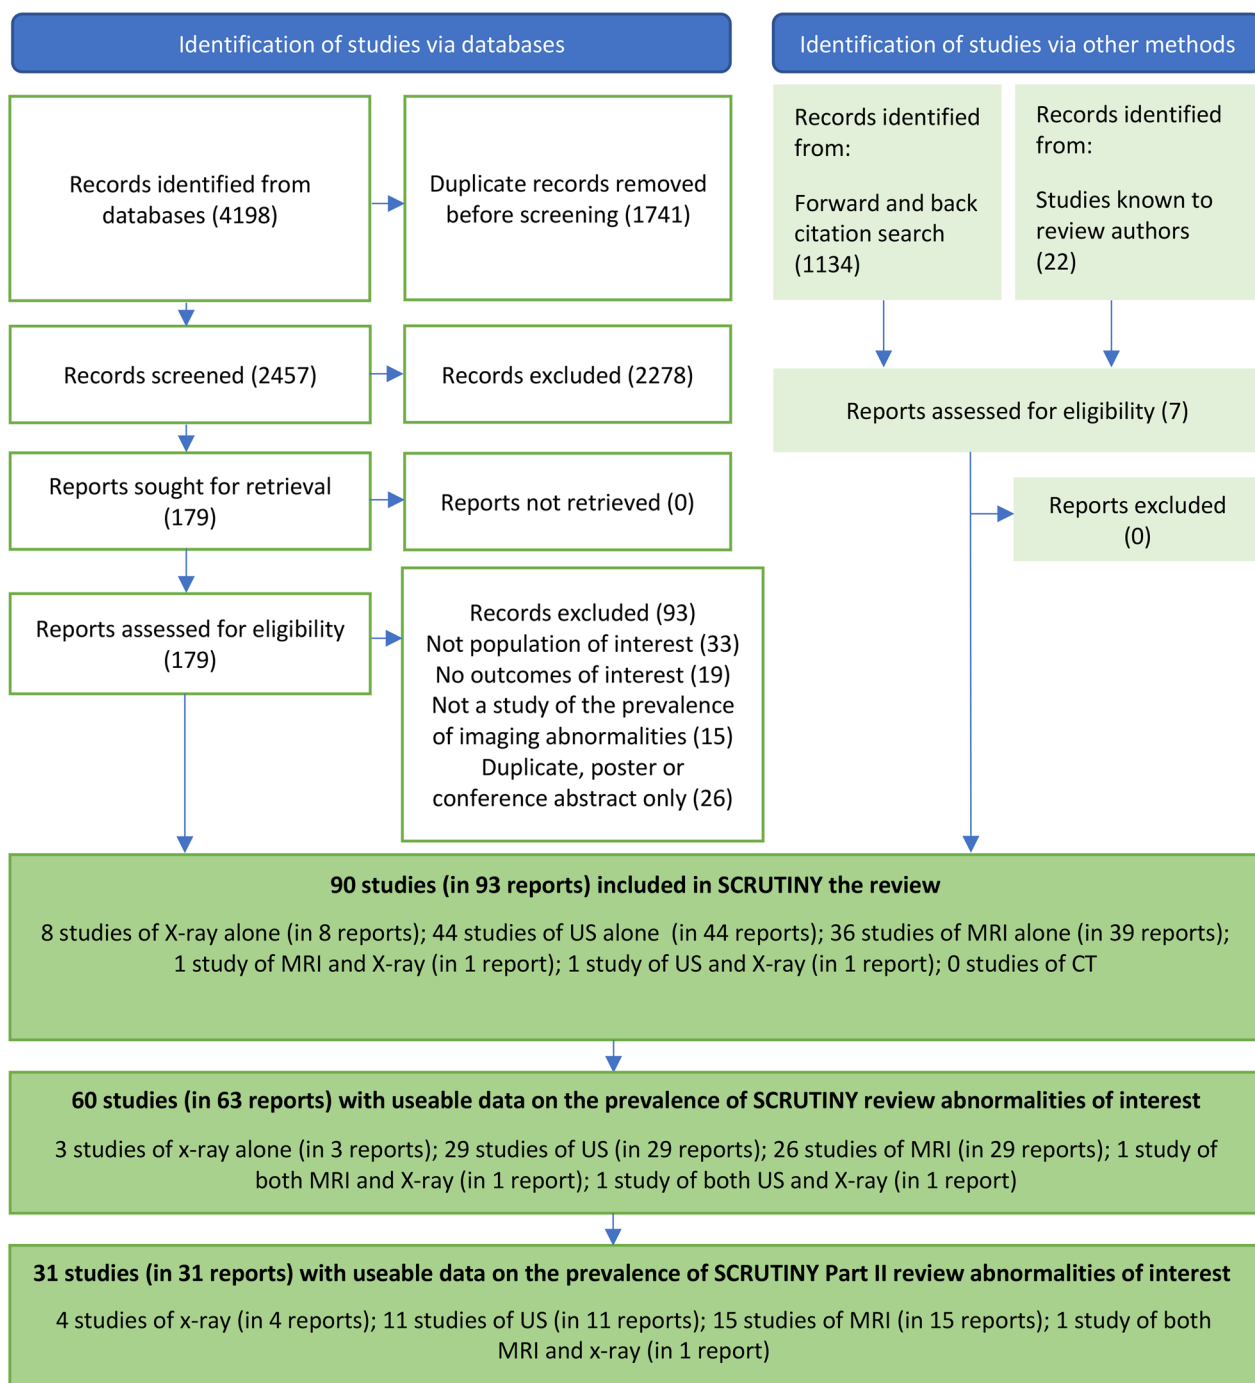 Identification of studies via databases
Identification of studies via other methods
Records identified from
databases (4198)
Duplicate records removed
before screening (1741)
Records identified
from:
Forward and back
citation search
(1134)
Records identified
from:
Studies known to
review authors
(22)
Records screened (2457)
Records excluded (2278)
Reports assessed for eligibility (7)
Reports sought for retrieval
(179)
Reports not retrieved (0)
Reports excluded
(0)
Reports assessed for eligibility
(179)
Records excluded (93)
Not population of interest (33)
No outcomes of interest (19)
Not a study of the prevalence
of imaging abnormalities (15)
Duplicate, poster or
conference abstract only (26)
90 studies (in 93 reports) included in SCRUTINY the review
8 studies of X-ray alone (in 8 reports); 44 studies of US alone (in 44 reports); 36 studies of MRI alone (in 39 reports);
1 study of MRI and X-ray (in 1 report); 1 study of US and X-ray (in 1 report); 0 studies of CT
60 studies (in 63 reports) with useable data on the prevalence of SCRUTINY review abnormalities of interest
3 studies of x-ray alone (in 3 reports); 29 studies of US (in 29 reports); 26 studies of MRI (in 29 reports); 1 study of
both MRI and X-ray (in 1 report); 1 study of both US and X-ray (in 1 report)
31 studies (in 31 reports) with useable data on the prevalence of SCRUTINY Part II review abnormalities of interest
4 studies of x-ray (in 4 reports); 11 studies of US (in 11 reports); 15 studies of MRI (in 15 reports); 1 study of both
MRI and x-ray (in 1 report)